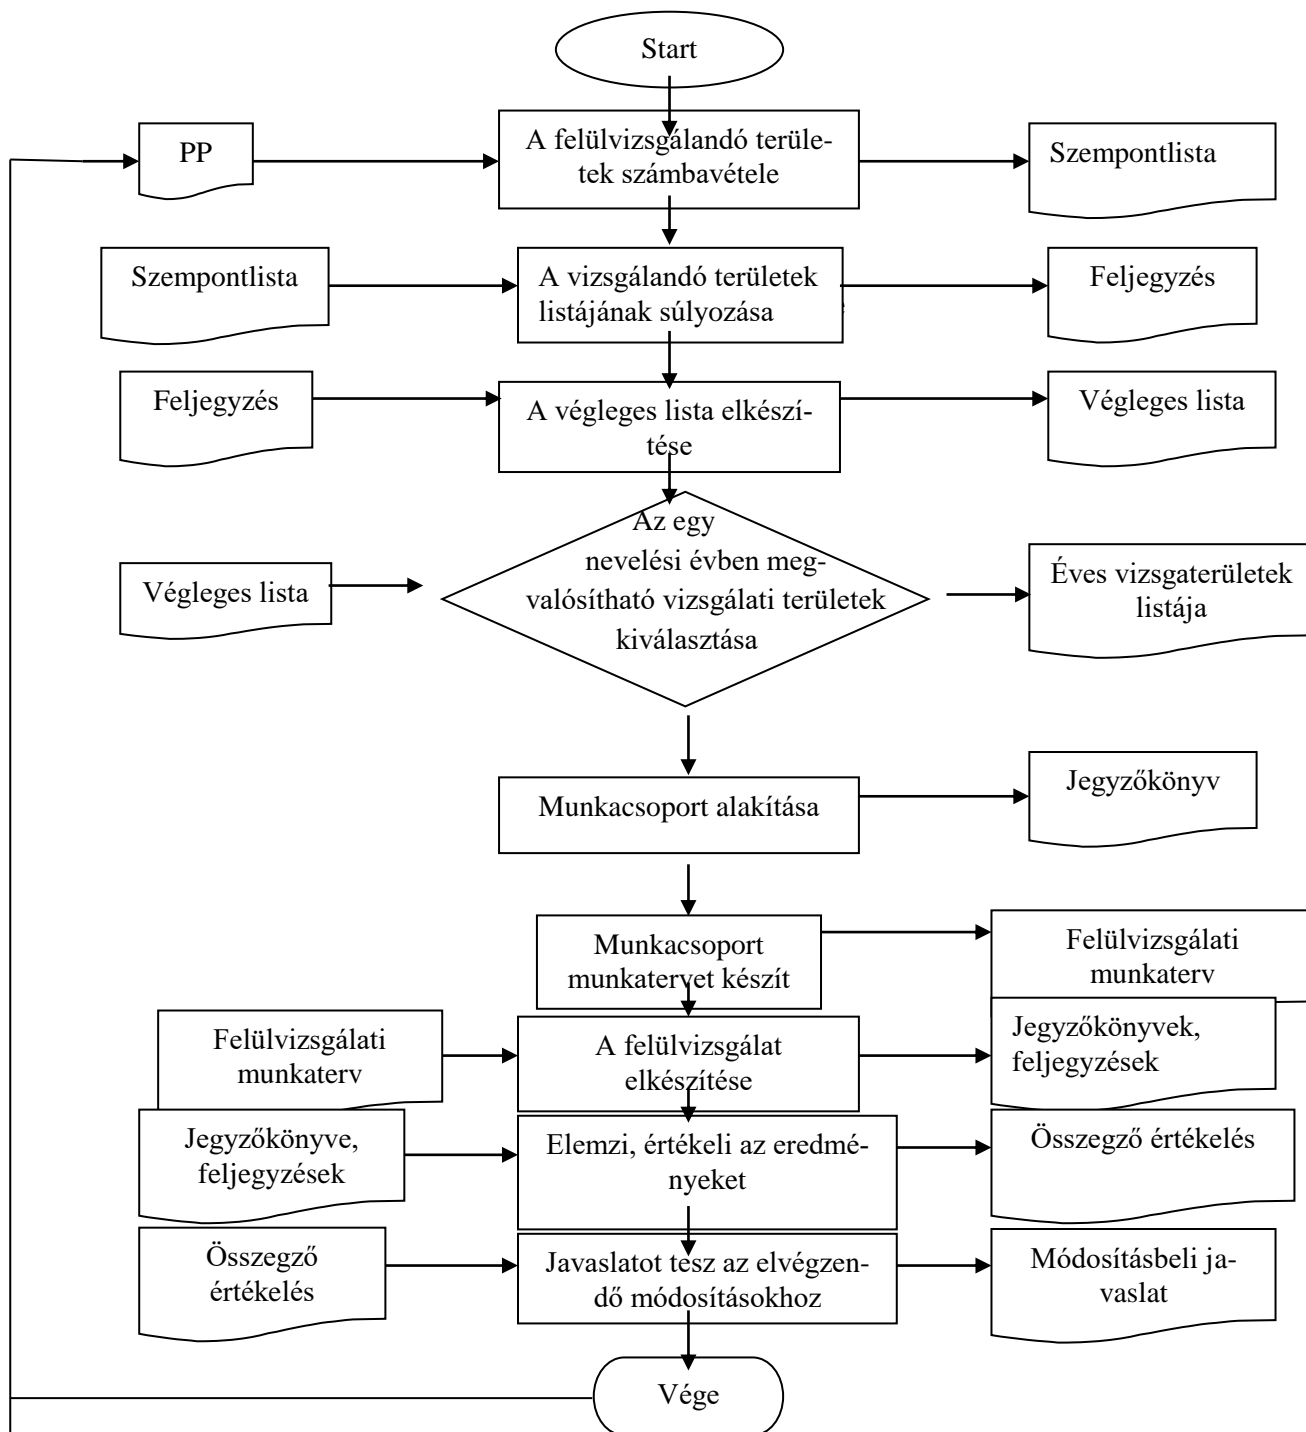 Start
PP
A felülvizsgálandó terüle-
tek számbavétele
Szempontlista
Szempontlista
A vizsgálandó területek
listájának súlyozása
Feljegyzés
Feljegyzés
A végleges lista elkészí-
tése
Végleges lista
Végleges lista
Az egy
nevelési évben meg-
valósítható vizsgálati területek
kiválasztása
Éves vizsgaterületek
listája
Munkacsoport alakítása
Jegyzőkönyv
Munkacsoport
munkatervet készít
Felülvizsgálati
munkaterv
Felülvizsgálati
munkaterv
A felülvizsgálat
elkészítése
Jegyzőkönyvek,
feljegyzések
Jegyzőkönyve,
feljegyzések
Elemzi, értékeli az eredmé-
nyeket
Összegző értékelés
Összegző
értékelés
Javaslatot tesz az elvégzen-
dő módosításokhoz
Módosításbeli ja-
vaslat
Vége